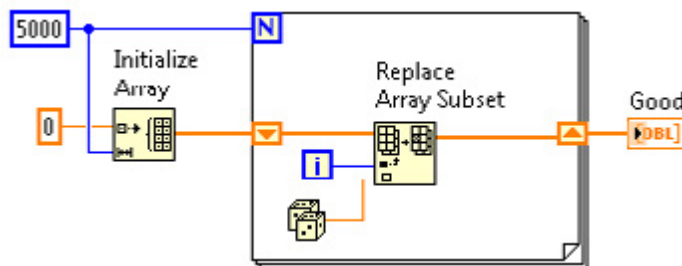 5000
N
Initialize
Array
Replace
Array Subset
Good
0
DBL
i